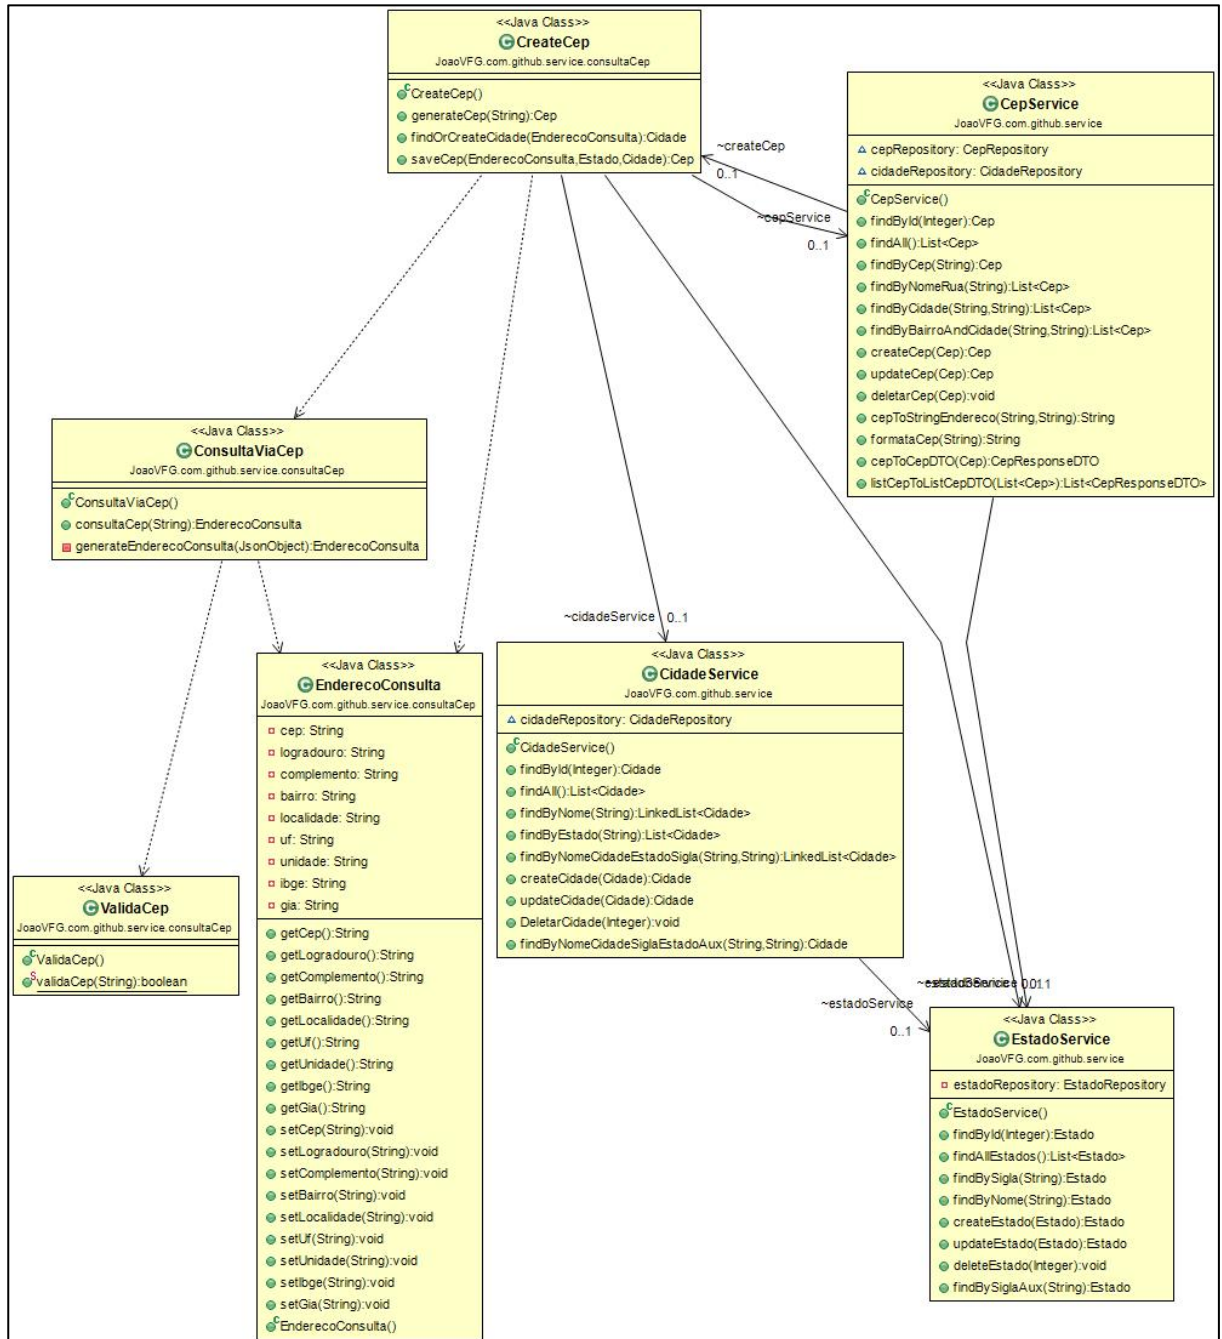 <<Java Class>>
CreateCep
JoaoVFG.com.github.service.consultaCep
CreateCep()
generateCep(String):Cep
findOrCreateCidade(EnderecoConsulta):Cidade
saveCep(EnderecoConsulta,Estado,Cidade):Cep
~createCep
0..1
~cepService
0..1
<<Java Class>>
CepService
JoaoVFG.com.github.service
cepRepository: CepRepository
cidadeRepository: CidadeRepository
CepService()
findById(Integer):Cep
findAll():List<Cep>
findByCep(String):Cep
findByNomeRua(String):List<Cep>
findByCidade(String,String):List<Cep>
findByBairroAndCidade(String,String):List<Cep>
createCep(Cep):Cep
updateCep(Cep):Cep
deletarCep(Cep):void
cepToStringEndereco(String,String):String
formataCep(String):String
cepToCepDTO(Cep):CepResponseDTO
listCepToListCepDTO(List<Cep>):List<CepResponseDTO>
<<Java Class>>
ConsultaViaCep
JoaoVFG.com.github.service.consultaCep
ConsultaViaCep()
consultaCep(String):EnderecoConsulta
generateEnderecoConsulta(JsonObject):EnderecoConsulta
~cidadeService 0..1
<<Java Class>>
EnderecoConsulta
JoaoVFG.com.github.service.consultaCep
cep: String
logradouro: String
complemento: String
bairro: String
localidade: String
uf: String
unidade: String
ibge: String
gia: String
getCep():String
getLogradouro():String
getComplemento():String
getBairro():String
getLocalidade():String
getUf():String
getUnidade():String
getIbge():String
getGia():String
setCep(String):void
setLogradouro(String):void
setComplemento(String):void
setBairro(String):void
setLocalidade(String):void
setUf(String):void
setUnidade(String):void
setIbge(String):void
setGia(String):void
EnderecoConsulta()
<<Java Class>>
CidadeService
JoaoVFG.com.github.service
cidadeRepository: CidadeRepository
CidadeService()
findById(Integer):Cidade
findAll():List<Cidade>
findByNome(String):LinkedList<Cidade>
findByEstado(String):List<Cidade>
findByNomeCidadeEstadoSigla(String,String):LinkedList<Cidade>
createCidade(Cidade):Cidade
updateCidade(Cidade):Cidade
DeletarCidade(Integer):void
findByNomeCidadeSiglaEstadoAux(String,String):Cidade
<<Java Class>>
ValidaCep
JoaoVFG.com.github.service.consultaCep
ValidaCep()
validaCep(String):boolean
~estadoService
0..1
<<Java Class>>
EstadoService
JoaoVFG.com.github.service
estadoRepository: EstadoRepository
EstadoService()
findById(Integer):Estado
findAllEstados():List<Estado>
findBySigla(String):Estado
findByNome(String):Estado
createEstado(Estado):Estado
updateEstado(Estado):Estado
deleteEstado(Integer):void
findBySiglaAux(String):Estado